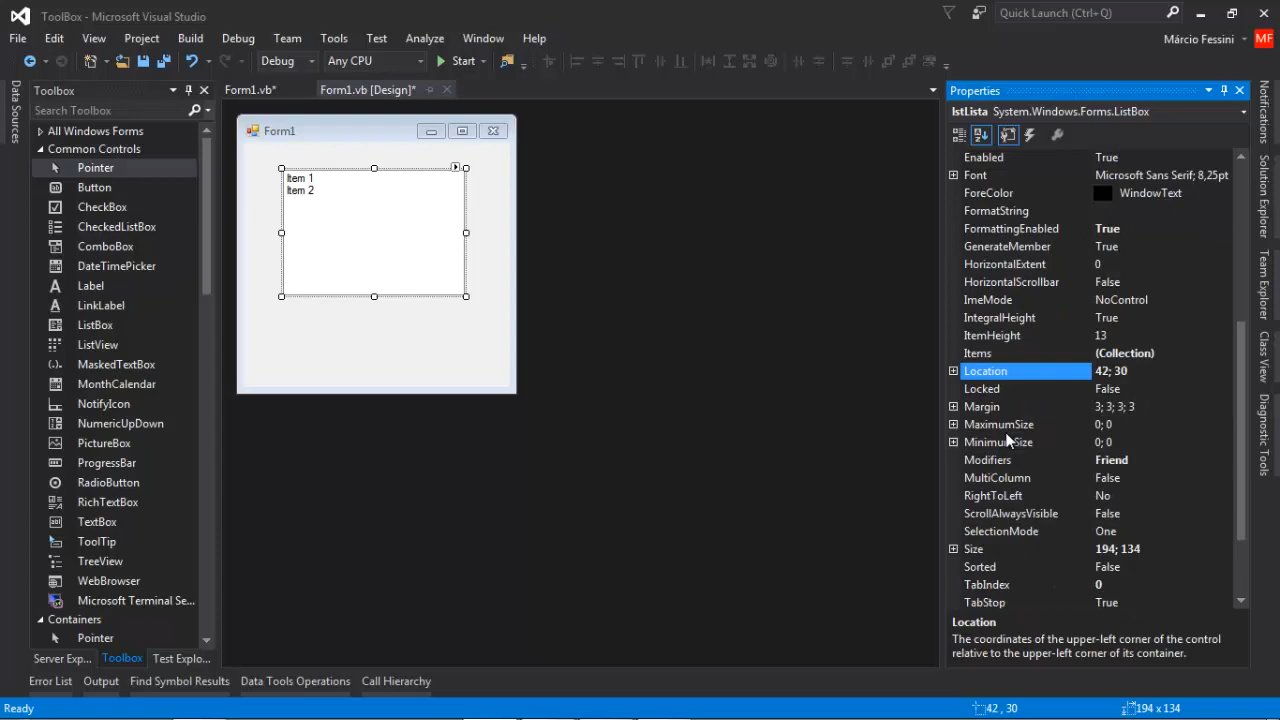 ToolBox - Microsoft Visual Studio
Quick Launch (Ctrl+Q)
File Edit View Project Build Debug Team Tools Test Analyze Window Help
Márcio Fessini MF
Debug Any CPU Start
Data Sources
Toolbox
Search Toolbox
All Windows Forms
Common Controls
Pointer
Button
CheckBox
CheckedListBox
ComboBox
DateTimePicker
Label
LinkLabel
ListBox
ListView
MaskedTextBox
MonthCalendar
NotifyIcon
NumericUpDown
PictureBox
ProgressBar
RadioButton
RichTextBox
TextBox
ToolTip
TreeView
WebBrowser
Microsoft Terminal Se...
Containers
Pointer
Server Exp... Toolbox Test Explo...
Form1.vb* Form1.vb [Design]*
Form1
Item 1
Item 2
Properties
lstLista System.Windows.Forms.ListBox
Enabled True
Font Microsoft Sans Serif; 8,25pt
ForeColor WindowText
FormatString
FormattingEnabled True
GenerateMember True
HorizontalExtent 0
HorizontalScrollbar False
ImeMode NoControl
IntegralHeight True
ItemHeight 13
Items (Collection)
Location 42; 30
Locked False
Margin 3; 3; 3; 3
MaximumSize 0; 0
MinimumSize 0; 0
Modifiers Friend
MultiColumn False
RightToLeft No
ScrollAlwaysVisible False
SelectionMode One
Size 194; 134
Sorted False
TabIndex 0
TabStop True
Location
The coordinates of the upper-left corner of the control
relative to the upper-left corner of its container.
Notifications
Solution Explorer
Team Explorer
Class View
Diagnostic Tools
Error List Output Find Symbol Results Data Tools Operations Call Hierarchy
Ready 42 , 30 194 x 134